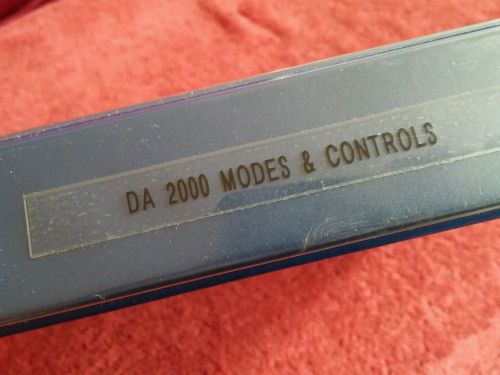 DA 2000 MODES & CONTROLS